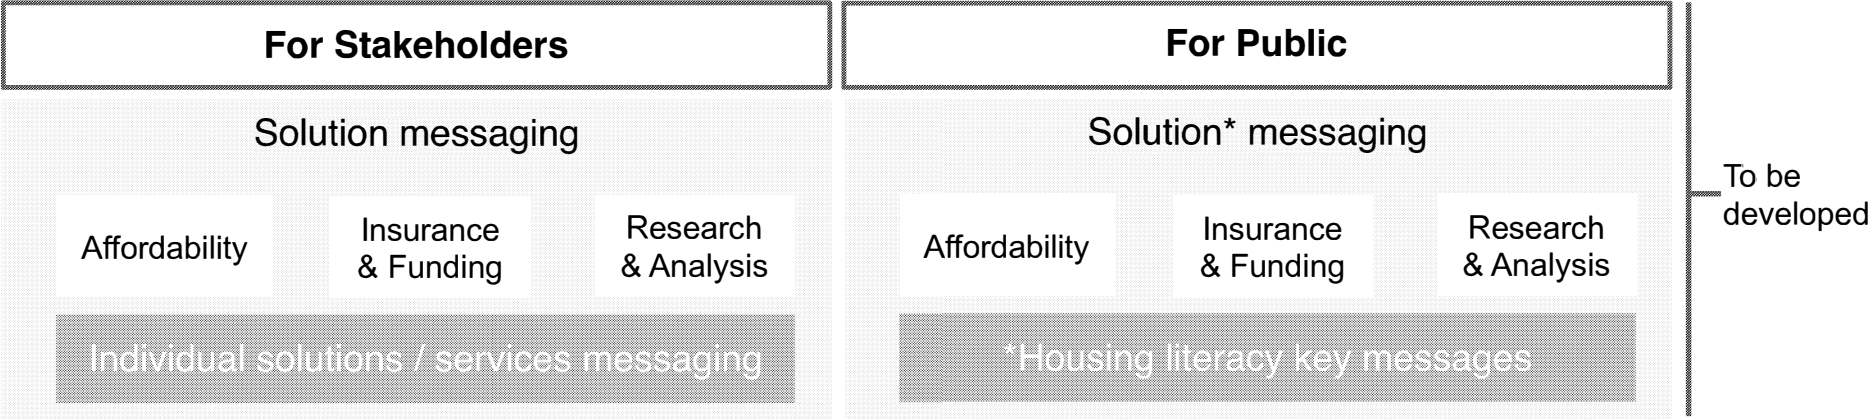 For Stakeholders
Solution messaging
Affordability
Insurance
& Funding
Research
& Analysis
Individual solutions / services messaging
For Public
Solution* messaging
Affordability
Insurance
& Funding
Research
& Analysis
*Housing literacy key messages
To be
developed